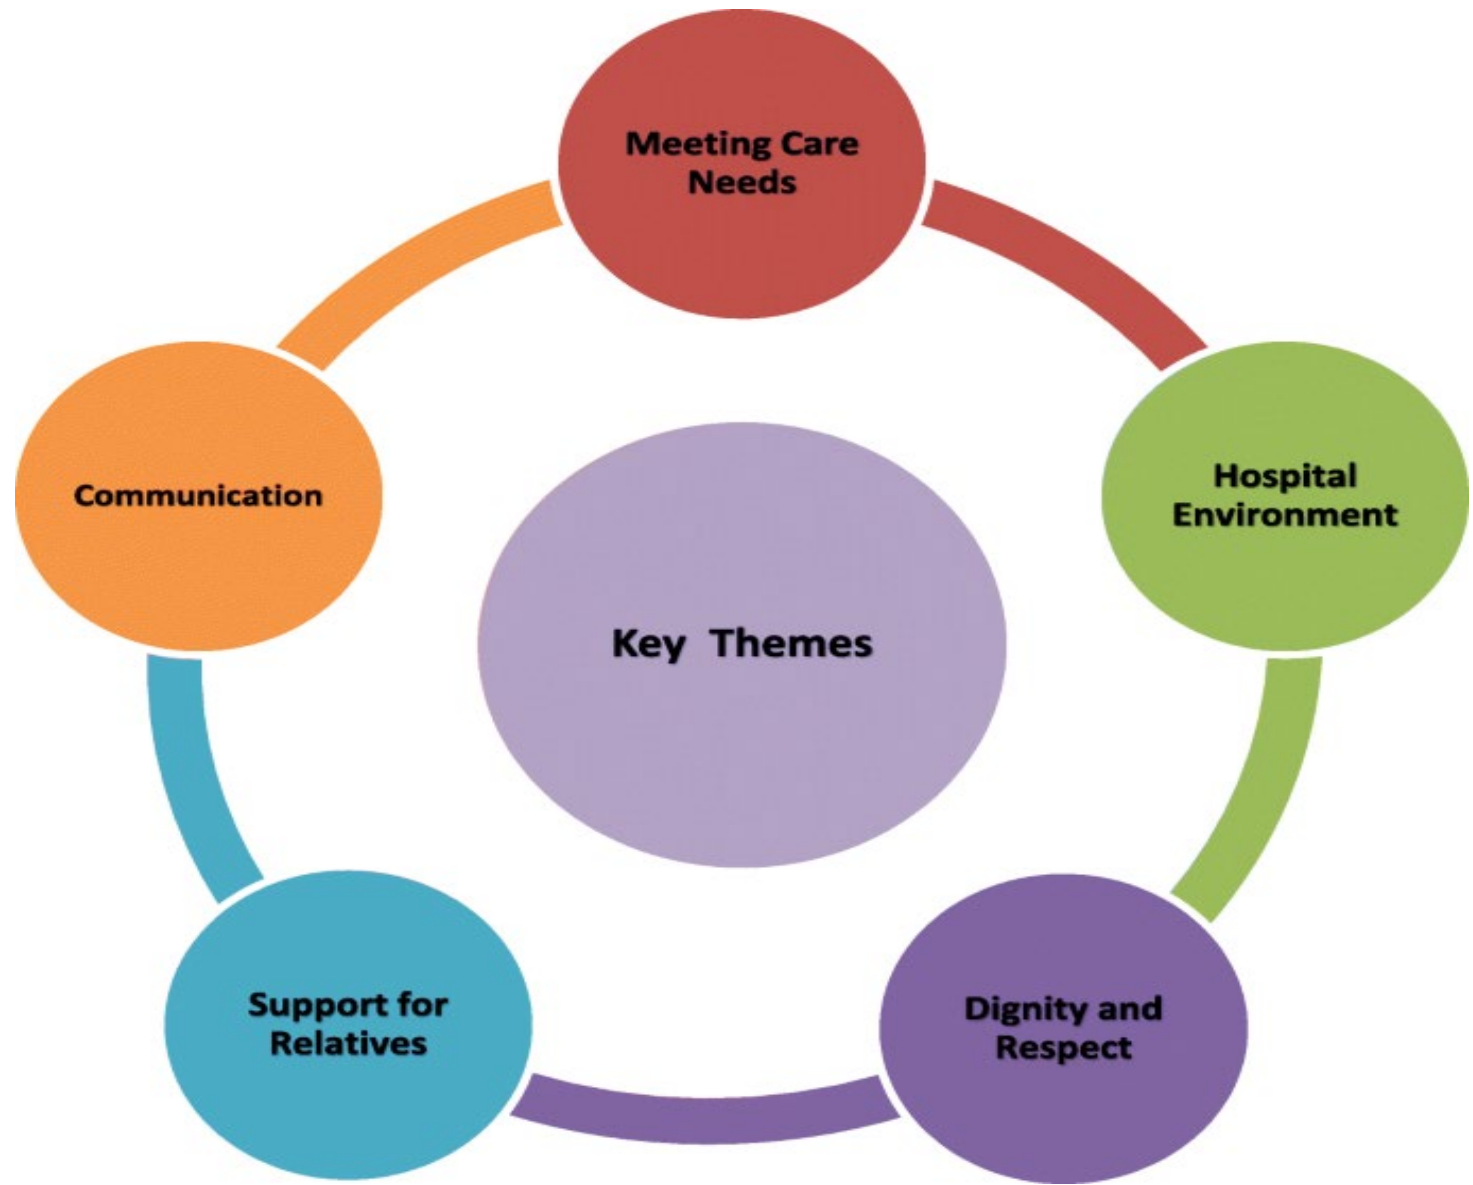 Meeting Care
Needs
Hospital
Environment
Dignity and
Respect
Support for
Relatives
Communication
Key Themes